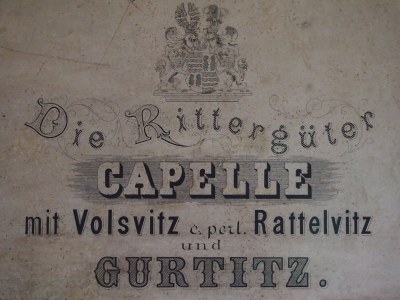 Die Rittergüter
CAPELLE
mit Volsvitz c. pert. Rattelvitz
und
GURTITZ.